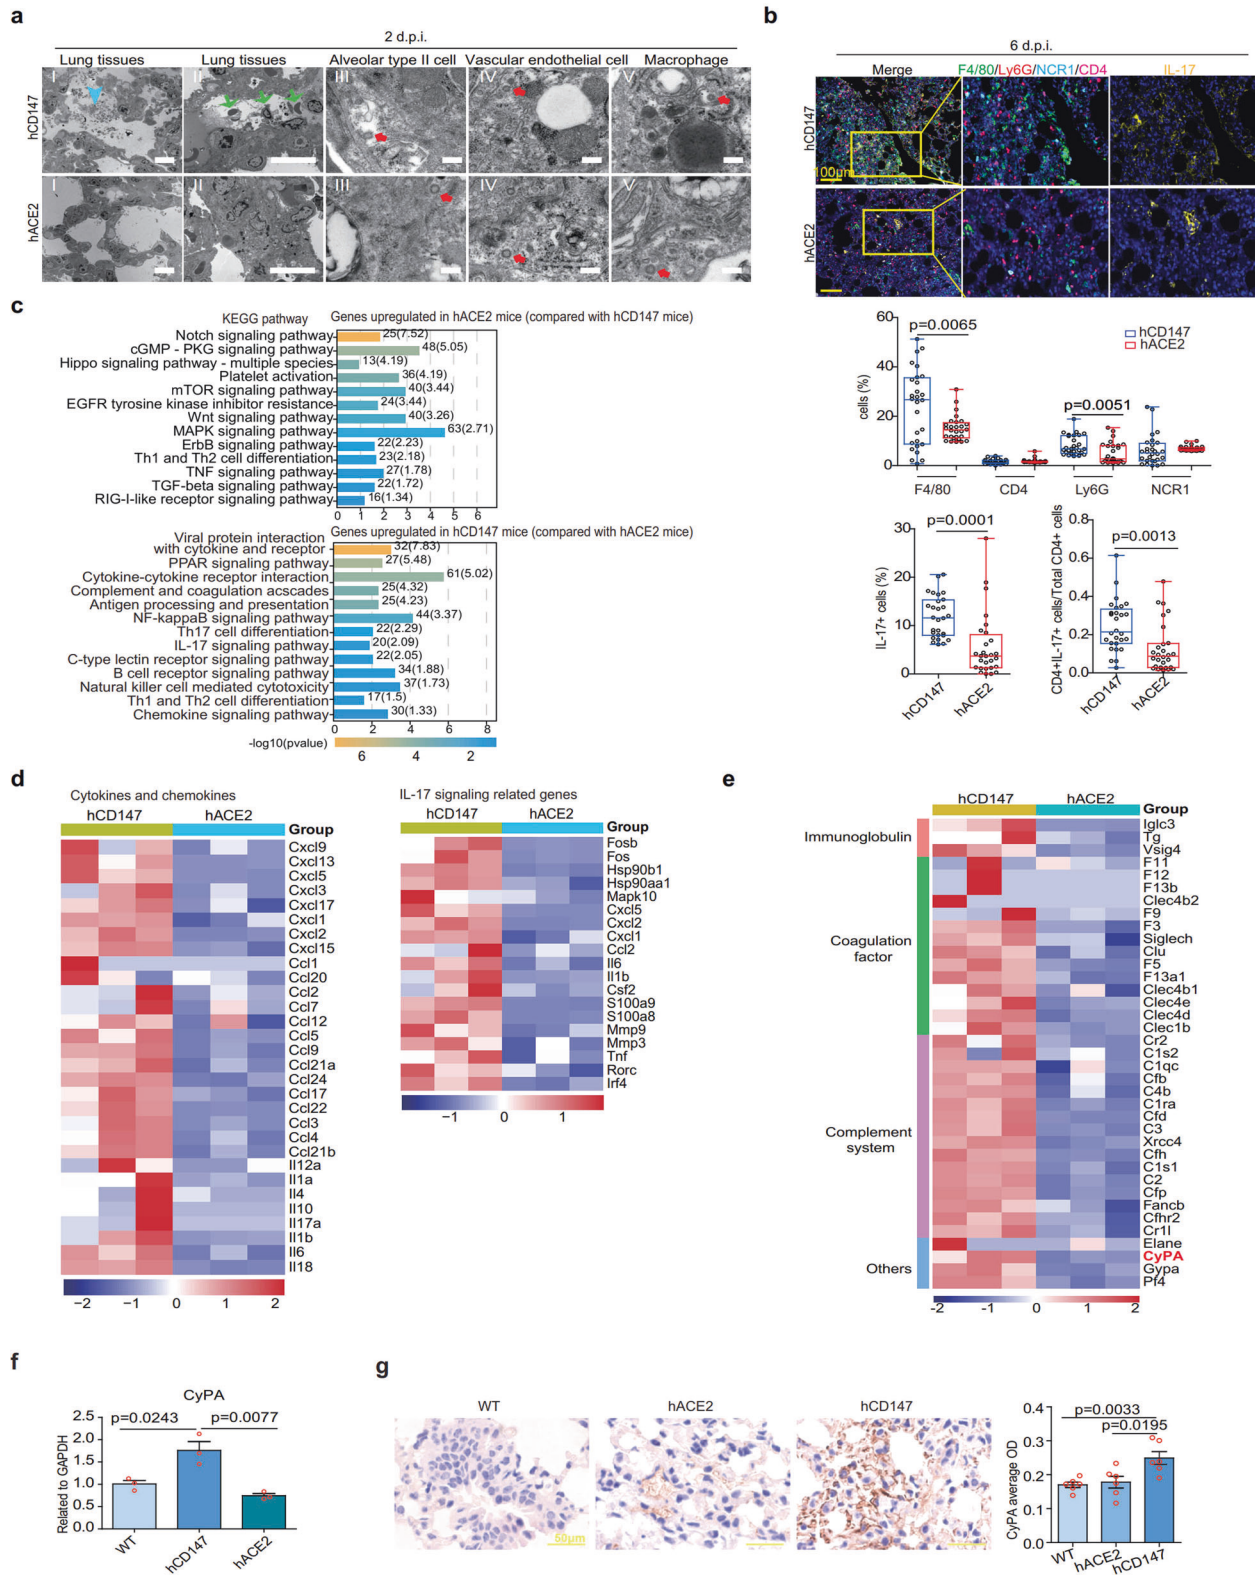 a
2 d.p.i.
Lung tissues
Lung tissues
Alveolar type II cell
Vascular endothelial cell
Macrophage
hCD147
I
II
III
IV
V
hACE2
I
II
III
IV
V
b
6 d.p.i.
Merge
F4/80/Ly6G/NCR1/CD4
IL-17
hCD147
100μm
hACE2
60
40
20
0
cells (%)
p=0.0065
p=0.0051
hCD147
hACE2
F4/80
CD4
Ly6G
NCR1
30
20
10
0
IL-17+ cells (%)
p=0.0001
hCD147
hACE2
0.8
0.6
0.4
0.2
0.0
CD4+IL-17+ cells/Total CD4+ cells
p=0.0013
hCD147
hACE2
c
KEGG pathway
Genes upregulated in hACE2 mice (compared with hCD147 mice)
Notch signaling pathway 25(7.52)
cGMP - PKG signaling pathway 48(5.05)
Hippo signaling pathway - multiple species 13(4.19)
Platelet activation 36(4.19)
mTOR signaling pathway 40(3.44)
EGFR tyrosine kinase inhibitor resistance 24(3.44)
Wnt signaling pathway 40(3.26)
MAPK signaling pathway 63(2.71)
ErbB signaling pathway 22(2.23)
Th1 and Th2 cell differentiation 23(2.18)
TNF signaling pathway 27(1.78)
TGF-beta signaling pathway 22(1.72)
RIG-I-like receptor signaling pathway 16(1.34)
0 1 2 3 4 5 6
Genes upregulated in hCD147 mice (compared with hACE2 mice)
Viral protein interaction
with cytokine and receptor 32(7.83)
PPAR signaling pathway 27(5.48)
Cytokine-cytokine receptor interaction 61(5.02)
Complement and coagulation acscades 25(4.32)
Antigen processing and presentation 25(4.23)
NF-kappaB signaling pathway 44(3.37)
Th17 cell differentiation 22(2.29)
IL-17 signaling pathway 20(2.09)
C-type lectin receptor signaling pathway 22(2.05)
B cell receptor signaling pathway 34(1.88)
Natural killer cell mediated cytotoxicity 37(1.73)
Th1 and Th2 cell differentiation 17(1.5)
Chemokine signaling pathway 30(1.33)
0 2 4 6 8
-log10(pvalue)
6 4 2
d
Cytokines and chemokines
hCD147
hACE2
Group
Cxcl9
Cxcl13
Cxcl5
Cxcl3
Cxcl17
Cxcl1
Cxcl2
Cxcl15
Ccl1
Ccl20
Ccl2
Ccl7
Ccl12
Ccl5
Ccl9
Ccl21a
Ccl24
Ccl17
Ccl22
Ccl3
Ccl4
Ccl21b
Il12a
Il1a
Il4
Il10
Il17a
Il1b
Il6
Il18
−2 −1 0 1 2
IL-17 signaling related genes
hCD147
hACE2
Group
Fosb
Fos
Hsp90b1
Hsp90aa1
Mapk10
Cxcl5
Cxcl2
Cxcl1
Ccl2
Il6
Il1b
Csf2
S100a9
S100a8
Mmp9
Mmp3
Tnf
Rorc
Irf4
−1 0 1
e
hCD147
hACE2
Group
Immunoglobulin
Coagulation
factor
Complement
system
Others
Iglc3
Tg
Vsig4
F11
F12
F13b
Clec4b2
F9
F3
Siglech
Clu
F5
F13a1
Clec4b1
Clec4e
Clec4d
Clec1b
Cr2
C1s2
C1qc
Cfb
C4b
C1ra
Cfd
C3
Xrcc4
Cfh
C1s1
C2
Cfp
Fancb
Cfhr2
Cr1l
Elane
CyPA
Gypa
Pf4
-2 -1 0 1 2
f
CyPA
p=0.0243
p=0.0077
2.5
2.0
1.5
1.0
0.5
0.0
Related to GAPDH
WT
hCD147
hACE2
g
WT
hACE2
hCD147
50μm
p=0.0033
p=0.0195
0.4
0.3
0.2
0.1
0.0
CyPA average OD
WT
hACE2
hCD147